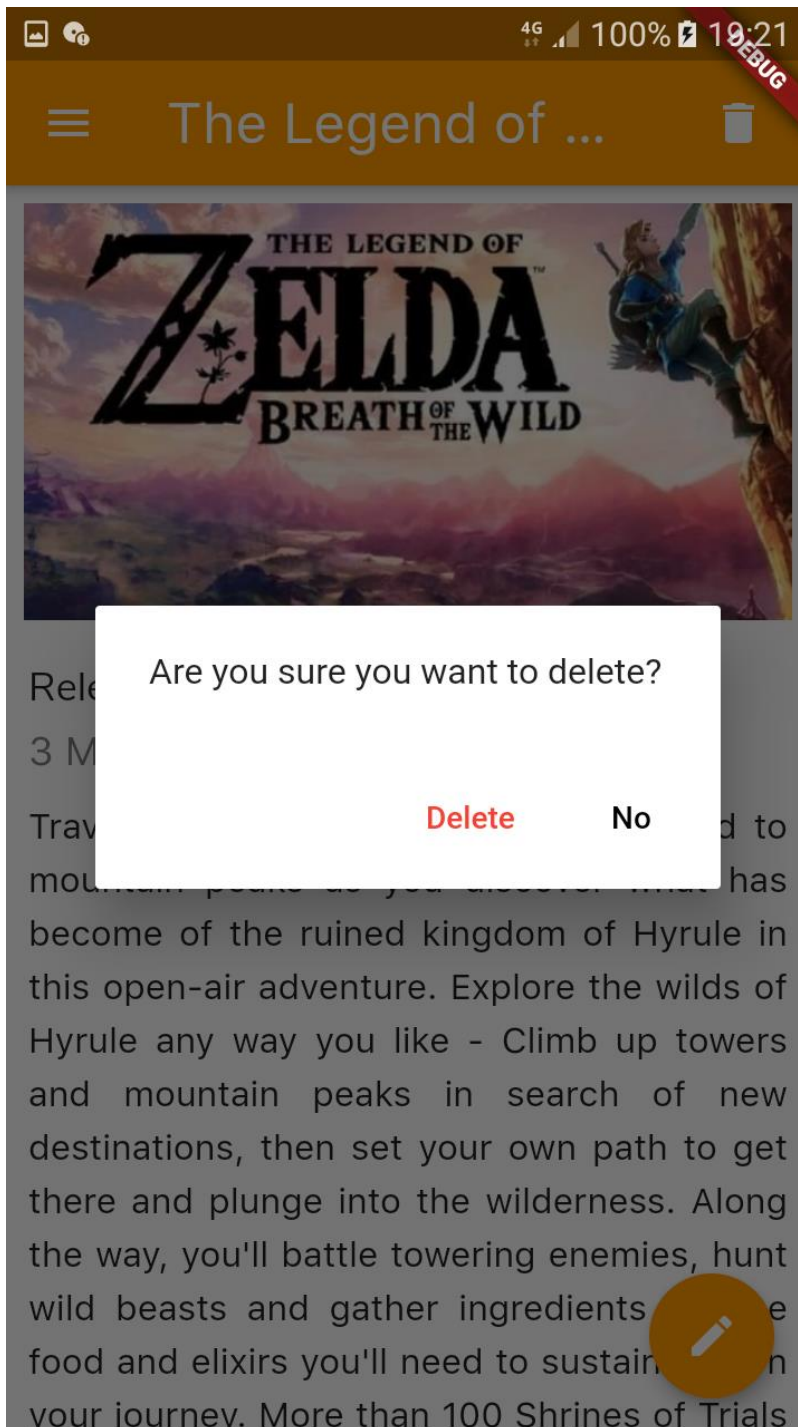 4G 100% 19:21
DEBUG
The Legend of ...
THE LEGEND OF
ZELDA
BREATH OF THE WILD
Are you sure you want to delete?
3
Delete No
to
has
become of the ruined kingdom of Hyrule in
this open-air adventure. Explore the wilds of
Hyrule any way you like - Climb up towers
and mountain peaks in search of new
destinations, then set your own path to get
there and plunge into the wilderness. Along
the way, you'll battle towering enemies, hunt
wild beasts and gather ingredients
food and elixirs you'll need to
your journey. More than 100 Shrines of Trials